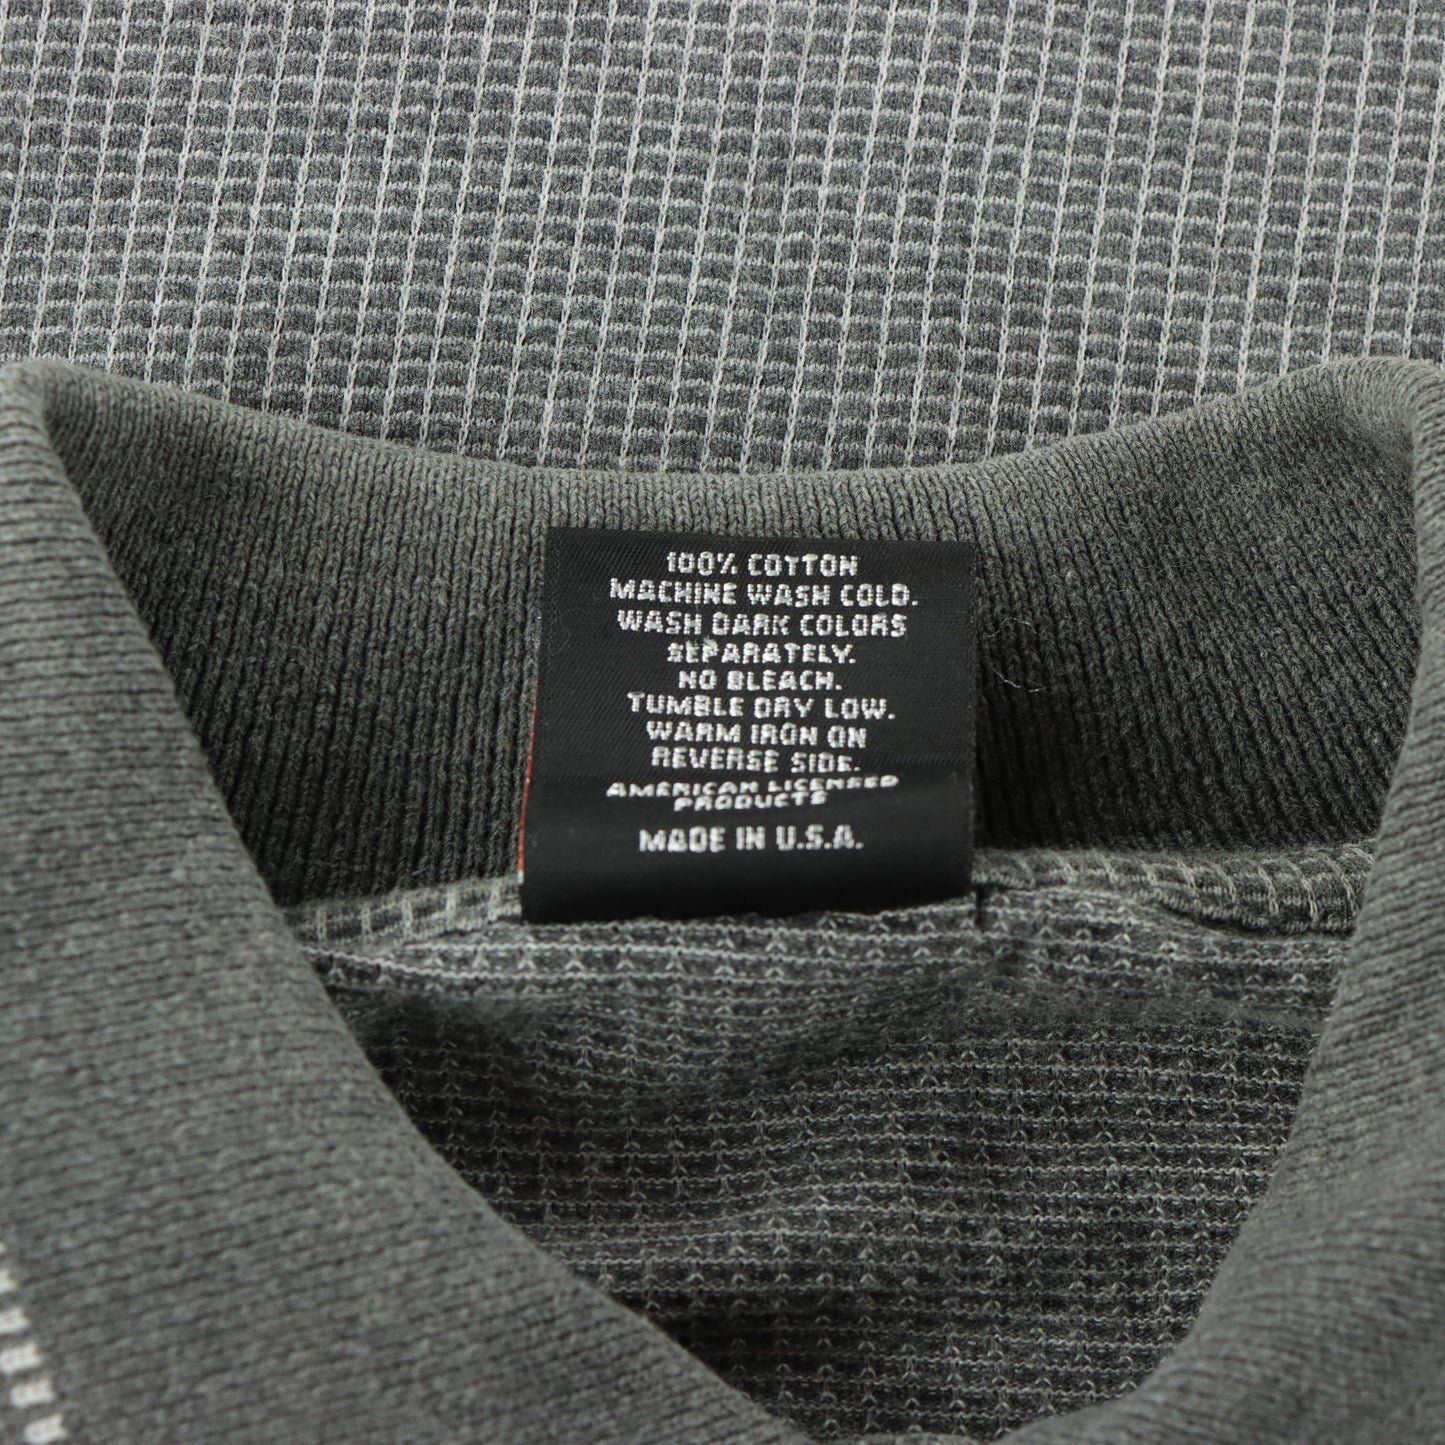 100% COTTON
MACHINE WASH COLD.
WASH DARK COLORS
SEPARATELY.
NO BLEACH.
TUMBLE DRY LOW.
WARM IRON ON
REVERSE SIDE.
AMERICAN LICENSED
PRODUCTS
MADE IN U.S.A.